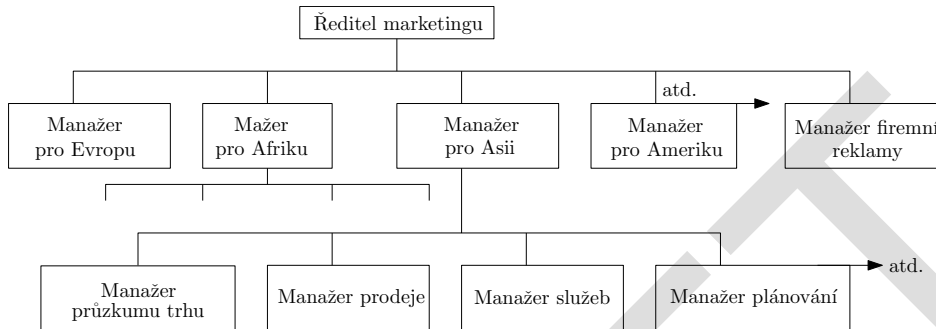 Ředitel marketingu
atd.
Manažer
pro Evropu
Mažer
pro Afriku
Manažer
pro Asii
Manažer
pro Ameriku
Manažer firemní
reklamy
atd.
Manažer
průzkumu trhu
Manažer prodeje
Manažer služeb
Manažer plánování